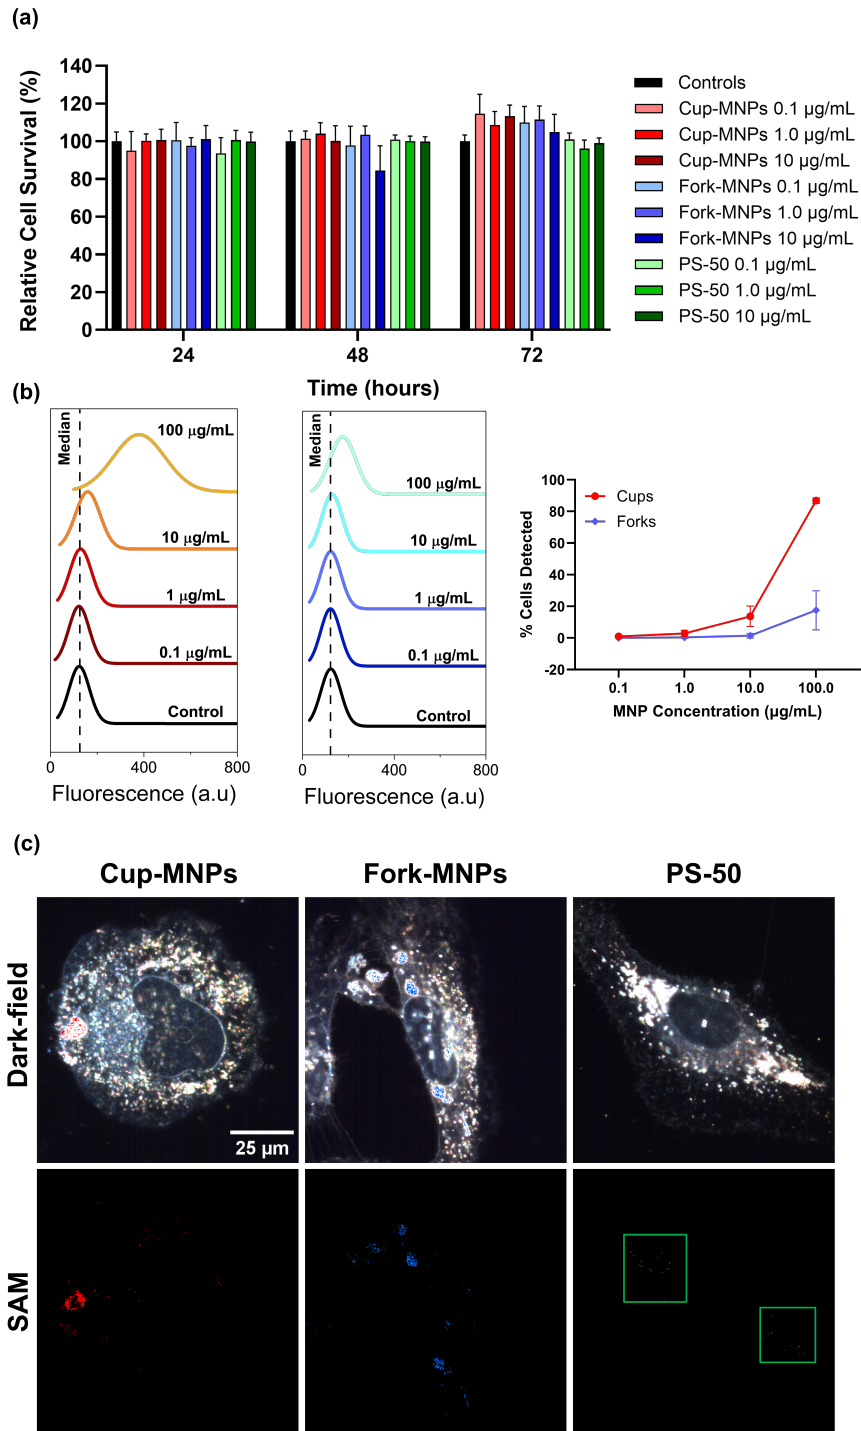 (a)
Relative Cell Survival (%)
140
120
100
80
60
40
20
0
24
48
72
Time (hours)
Controls
Cup-MNPs 0.1 µg/mL
Cup-MNPs 1.0 µg/mL
Cup-MNPs 10 µg/mL
Fork-MNPs 0.1 µg/mL
Fork-MNPs 1.0 µg/mL
Fork-MNPs 10 µg/mL
PS-50 0.1 µg/mL
PS-50 1.0 µg/mL
PS-50 10 µg/mL
(b)
Median
100 µg/mL
10 µg/mL
1 µg/mL
0.1 µg/mL
Control
0
400
800
Fluorescence (a.u)
Median
100 µg/mL
10 µg/mL
1 µg/mL
0.1 µg/mL
Control
0
400
800
Fluorescence (a.u)
% Cells Detected
100
80
60
40
20
0
-20
Cups
Forks
0.1
1.0
10.0
100.0
MNP Concentration (µg/mL)
(c)
Cup-MNPs
Fork-MNPs
PS-50
Dark-field
25 µm
SAM